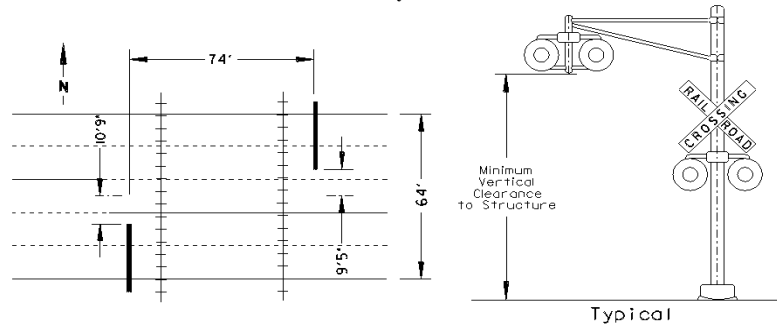 74'
N
10'9"
64'
9'5"
Minimum
Vertical
Clearance
to Structure
RAIL
ROAD
CROSSING
Typical